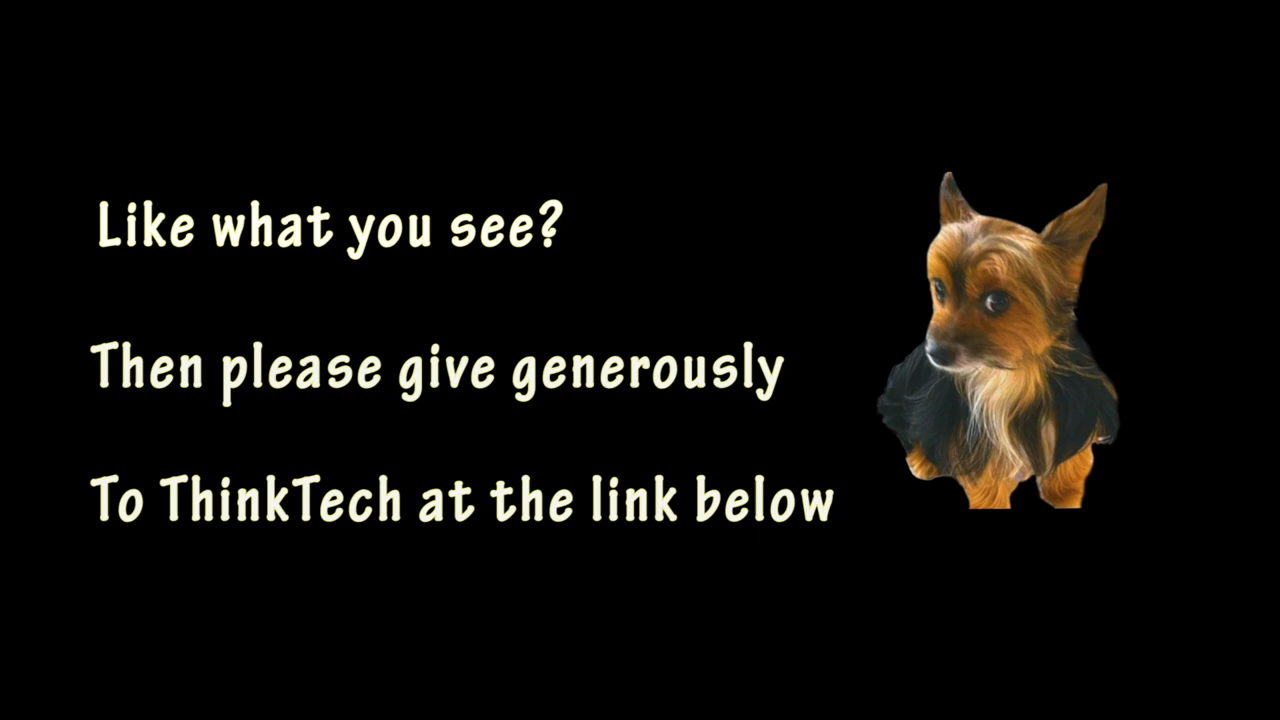 Like what you see?
Then please give generously
To ThinkTech at the link below